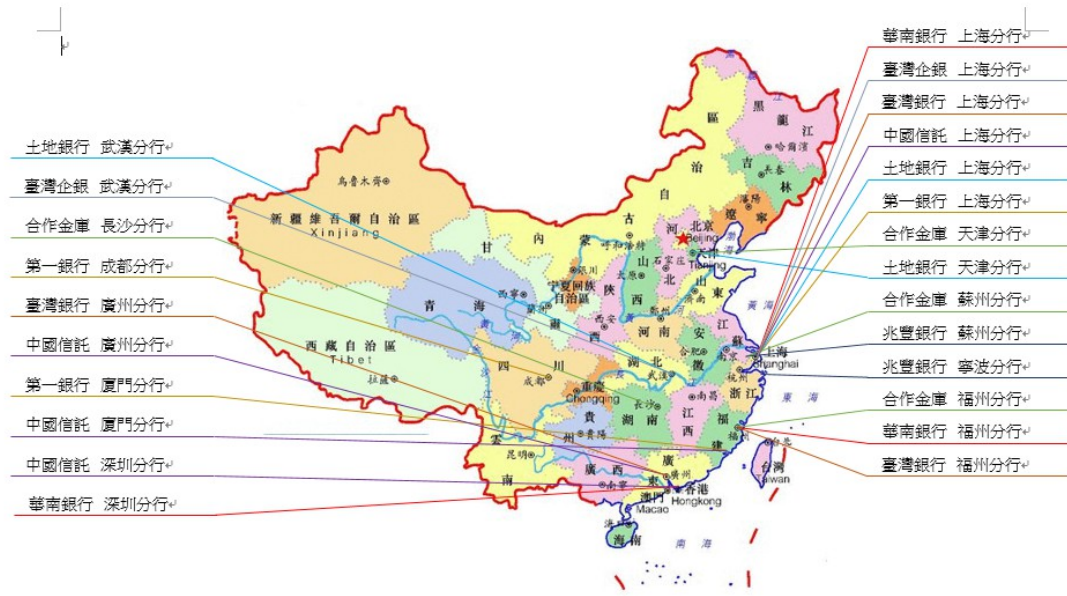 土地銀行 武漢分行
臺灣企銀 武漢分行
合作金庫 長沙分行
第一銀行 成都分行
臺灣銀行 廣州分行
中國信託 廣州分行
第一銀行 廈門分行
中國信託 廈門分行
中國信託 深圳分行
華南銀行 深圳分行
華南銀行 上海分行
臺灣企銀 上海分行
臺灣銀行 上海分行
中國信託 上海分行
土地銀行 上海分行
第一銀行 上海分行
合作金庫 天津分行
土地銀行 天津分行
合作金庫 蘇州分行
兆豐銀行 蘇州分行
兆豐銀行 寧波分行
合作金庫 福州分行
華南銀行 福州分行
臺灣銀行 福州分行
黑龍江
黑龍江
哈爾濱
吉林
長春
遼寧
瀋陽
內蒙古自治區
呼和浩特
北京
Beijing
天津
Tianjing
河北
石家庄
渤海
山西
太原
山東
濟南
黃海
新疆維吾爾自治區
Xinjiang
烏魯木齊
甘肅
蘭州
寧夏回族
自治區
銀川
青海
西寧
黃河
陝西
西安
河南
鄭州
江蘇
南京
安徽
合肥
上海
Shanghai
浙江
杭州
東海
西藏自治區
Tibet
拉薩
四川
成都
重慶
Chongqing
湖北
武漢
長江
湖南
長沙
江西
南昌
福建
福州
貴州
貴陽
雲南
昆明
廣西
南寧
廣東
廣州
澳門
Macao
香港
Hongkong
台灣
Taiwan
台北
海南
海口
南海